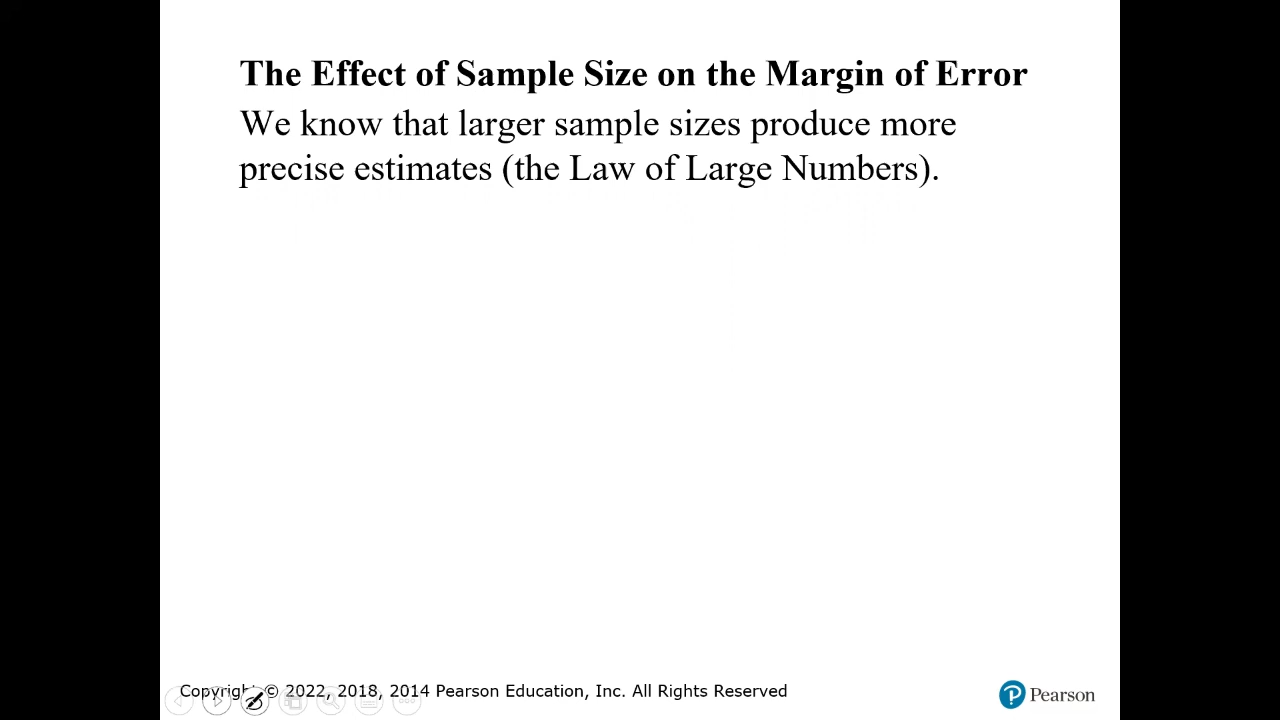 The Effect of Sample Size on the Margin of Error
We know that larger sample sizes produce more
precise estimates (the Law of Large Numbers).
Copyright © 2022, 2018, 2014 Pearson Education, Inc. All Rights Reserved
Pearson